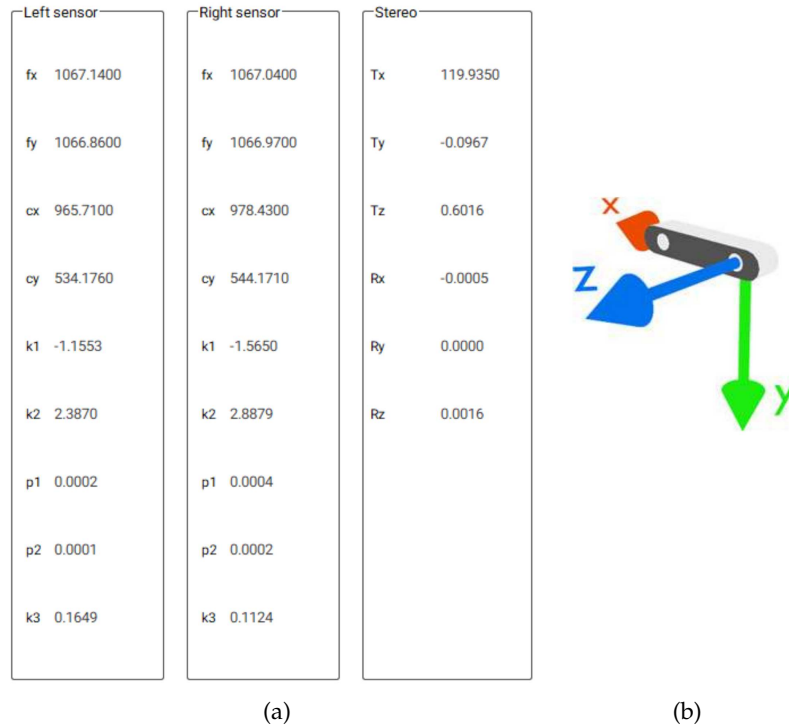 Left sensor
fx 1067.1400
fy 1066.8600
cx 965.7100
cy 534.1760
k1 -1.1553
k2 2.3870
p1 0.0002
p2 0.0001
k3 0.1649
Right sensor
fx 1067.0400
fy 1066.9700
cx 978.4300
cy 544.1710
k1 -1.5650
k2 2.8879
p1 0.0004
p2 0.0002
k3 0.1124
Stereo
Tx 119.9350
Ty -0.0967
Tz 0.6016
Rx -0.0005
Ry 0.0000
Rz 0.0016
x
z
y
(a)
(b)